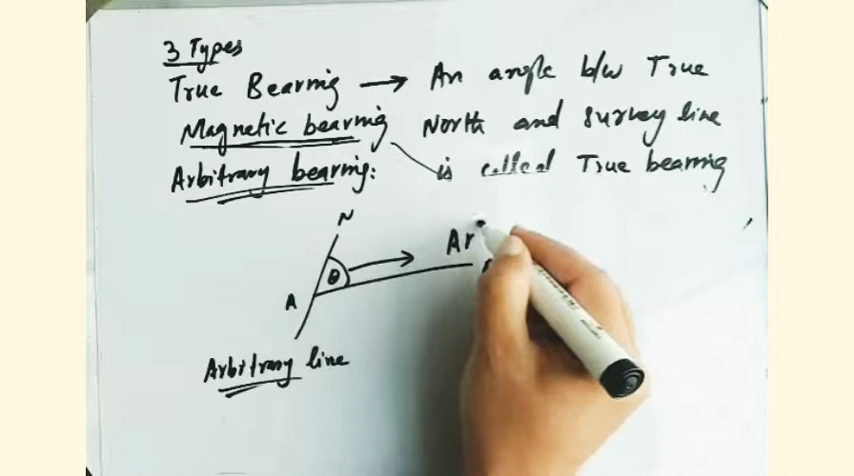 3 Types
True Bearing → An angle b/w True
Magnetic bearing North and survey line
Arbitrary bearing: is called True bearing
N
Ar
θ
A
Arbitrary line